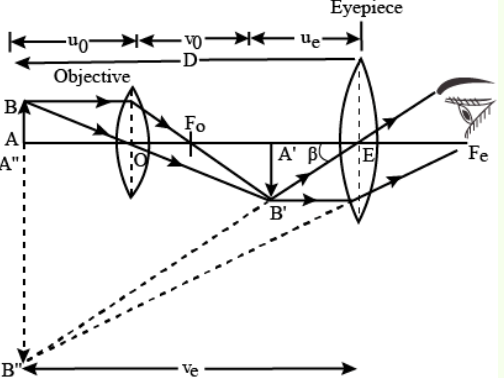 Eyepiece
u₀
v₀
uₑ
D
Objective
B
Fₒ
A
O
A'
β
E
Fₑ
A"
B'
B"
vₑ